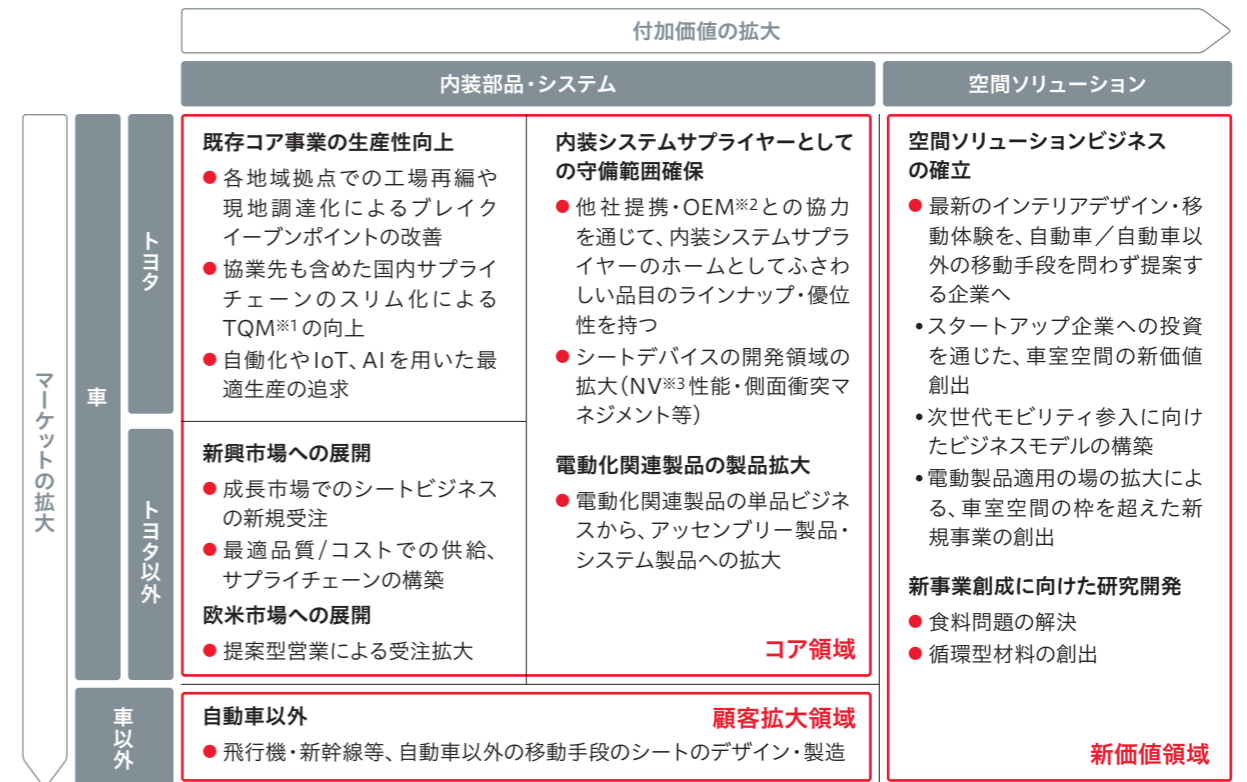 付加価値の拡大
内装部品・システム
空間ソリューション
マーケットの拡大
車
トヨタ
既存コア事業の生産性向上
●各地域拠点での工場再編や
現地調達化によるブレイク
イーブンポイントの改善
●協業先も含めた国内サプライ
チェーンのスリム化による
TQM※1の向上
●自働化やIoT、AIを用いた最
適生産の追求
トヨタ以外
新興市場への展開
●成長市場でのシートビジネス
の新規受注
●最適品質/コストでの供給、
サプライチェーンの構築
欧米市場への展開
●提案型営業による受注拡大
内装システムサプライヤーとして
の守備範囲確保
●他社提携・OEM※2との協力
を通じて、内装システムサプラ
イヤーのホームとしてふさわ
しい品目のラインナップ・優位
性を持つ
●シートデバイスの開発領域の
拡大(NV※3性能・側面衝突マ
ネジメント等)
電動化関連製品の製品拡大
●電動化関連製品の単品ビジネ
スから、アッセンブリー製品・
システム製品への拡大
コア領域
車以外
自動車以外
顧客拡大領域
●飛行機・新幹線等、自動車以外の移動手段のシートのデザイン・製造
空間ソリューションビジネス
の確立
●最新のインテリアデザイン・移
動体験を、自動車／自動車以
外の移動手段を問わず提案す
る企業へ
•スタートアップ企業への投資
を通じた、車室空間の新価値
創出
•次世代モビリティ参入に向け
たビジネスモデルの構築
•電動製品適用の場の拡大によ
る、車室空間の枠を超えた新
規事業の創出
新事業創成に向けた研究開発
●食料問題の解決
●循環型材料の創出
新価値領域